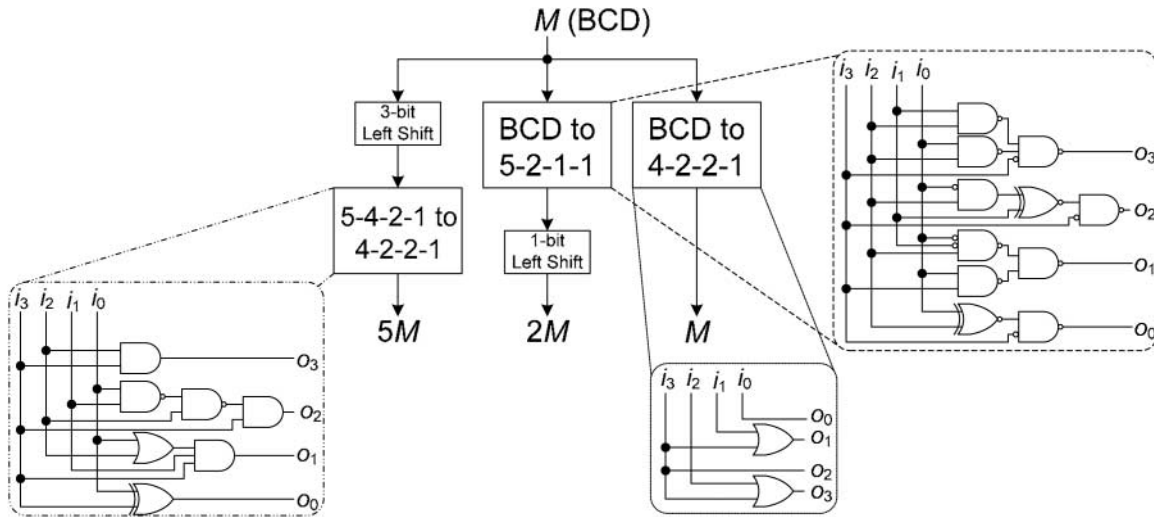 M (BCD)
3-bit
Left Shift
BCD to
5-2-1-1
BCD to
4-2-2-1
5-4-2-1 to
4-2-2-1
1-bit
Left Shift
5M
2M
M
i3 i2 i1 i0
o3
o2
o1
o0
i3 i2 i1 i0
o0
o1
o2
o3
i3 i2 i1 i0
o3
o2
o1
o0